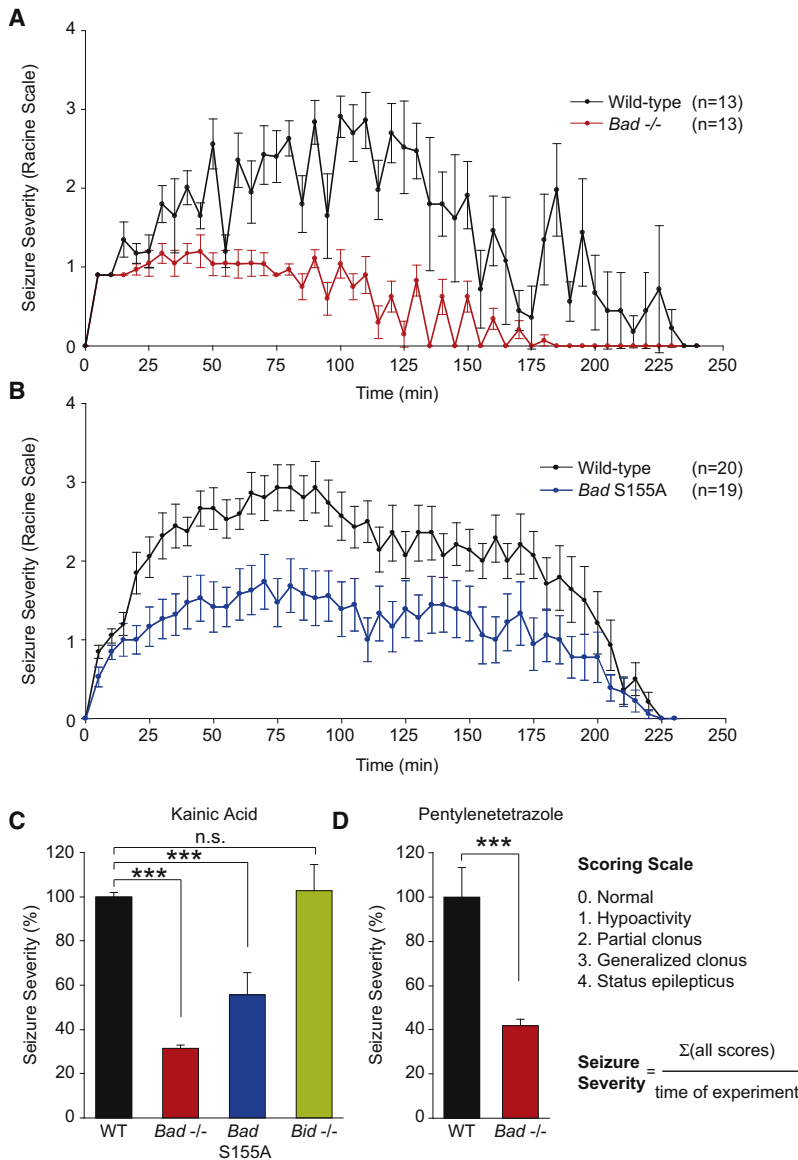 A
Seizure Severity (Racine Scale)
4
3
2
1
0
Wild-type (n=13)
Bad -/- (n=13)
0 25 50 75 100 125 150 175 200 225 250
Time (min)
B
Seizure Severity (Racine Scale)
4
3
2
1
0
Wild-type (n=20)
Bad S155A (n=19)
0 25 50 75 100 125 150 175 200 225 250
Time (min)
C
Kainic Acid
n.s.
***
***
Seizure Severity (%)
120
100
80
60
40
20
0
WT Bad -/- Bad S155A Bid -/-
D
Pentylenetetrazole
***
Seizure Severity (%)
120
100
80
60
40
20
0
WT Bad -/-
Scoring Scale
0. Normal
1. Hypoactivity
2. Partial clonus
3. Generalized clonus
4. Status epilepticus
Seizure Severity = Σ(all scores)
time of experiment